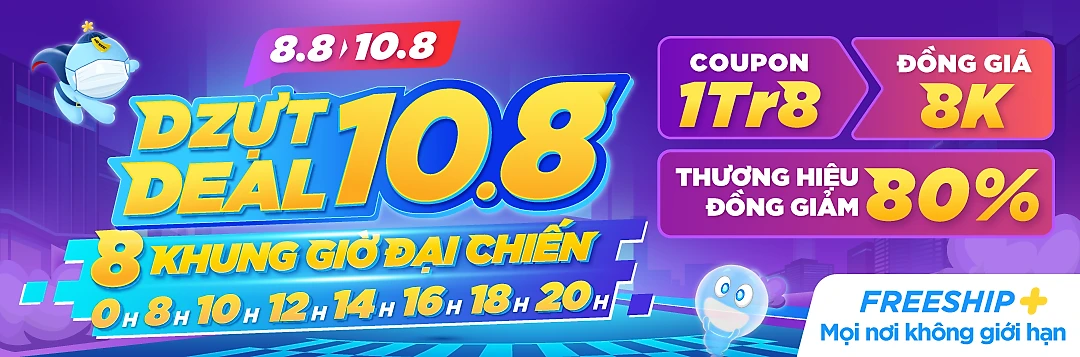 8.8 › 10.8
DZỰT
DEAL
10.8
8 KHUNG GIỜ ĐẠI CHIẾN
0H 8H 10H 12H 14H 16H 18H 20H
COUPON
1Tr8
ĐỒNG GIÁ
8K
THƯƠNG HIỆU
ĐỒNG GIẢM
80%
FREESHIP+
Mọi nơi không giới hạn